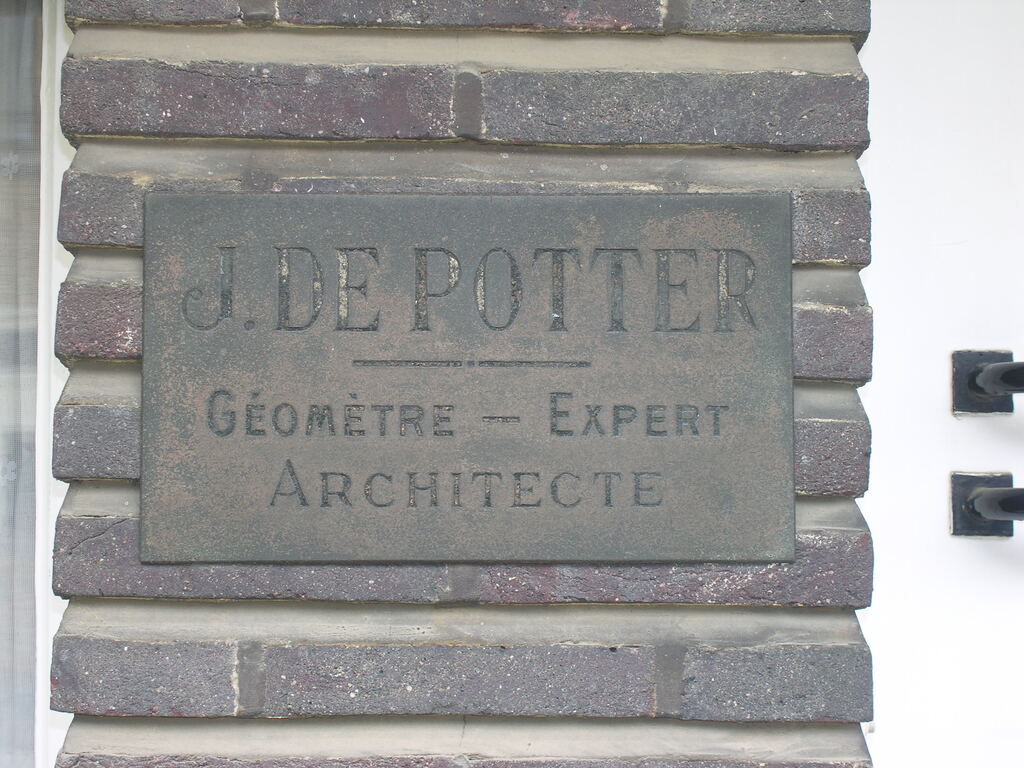 J. DE POTTER
GÉOMÈTRE – EXPERT
ARCHITECTE